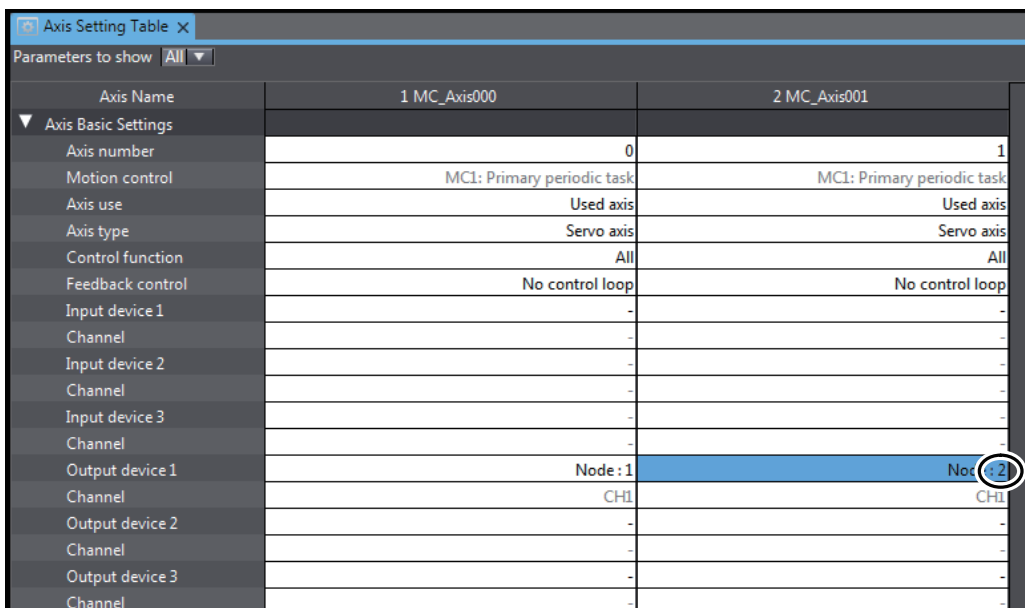 Axis Setting Table
Parameters to show All
Axis Name 1 MC_Axis000 2 MC_Axis001
Axis Basic Settings
Axis number 0 1
Motion control MC1: Primary periodic task MC1: Primary periodic task
Axis use Used axis Used axis
Axis type Servo axis Servo axis
Control function All All
Feedback control No control loop No control loop
Input device 1 - -
Channel - -
Input device 2 - -
Channel - -
Input device 3 - -
Channel - -
Output device 1 Node : 1 Node : 2
Channel CH1 CH1
Output device 2 - -
Channel - -
Output device 3 - -
Channel - -